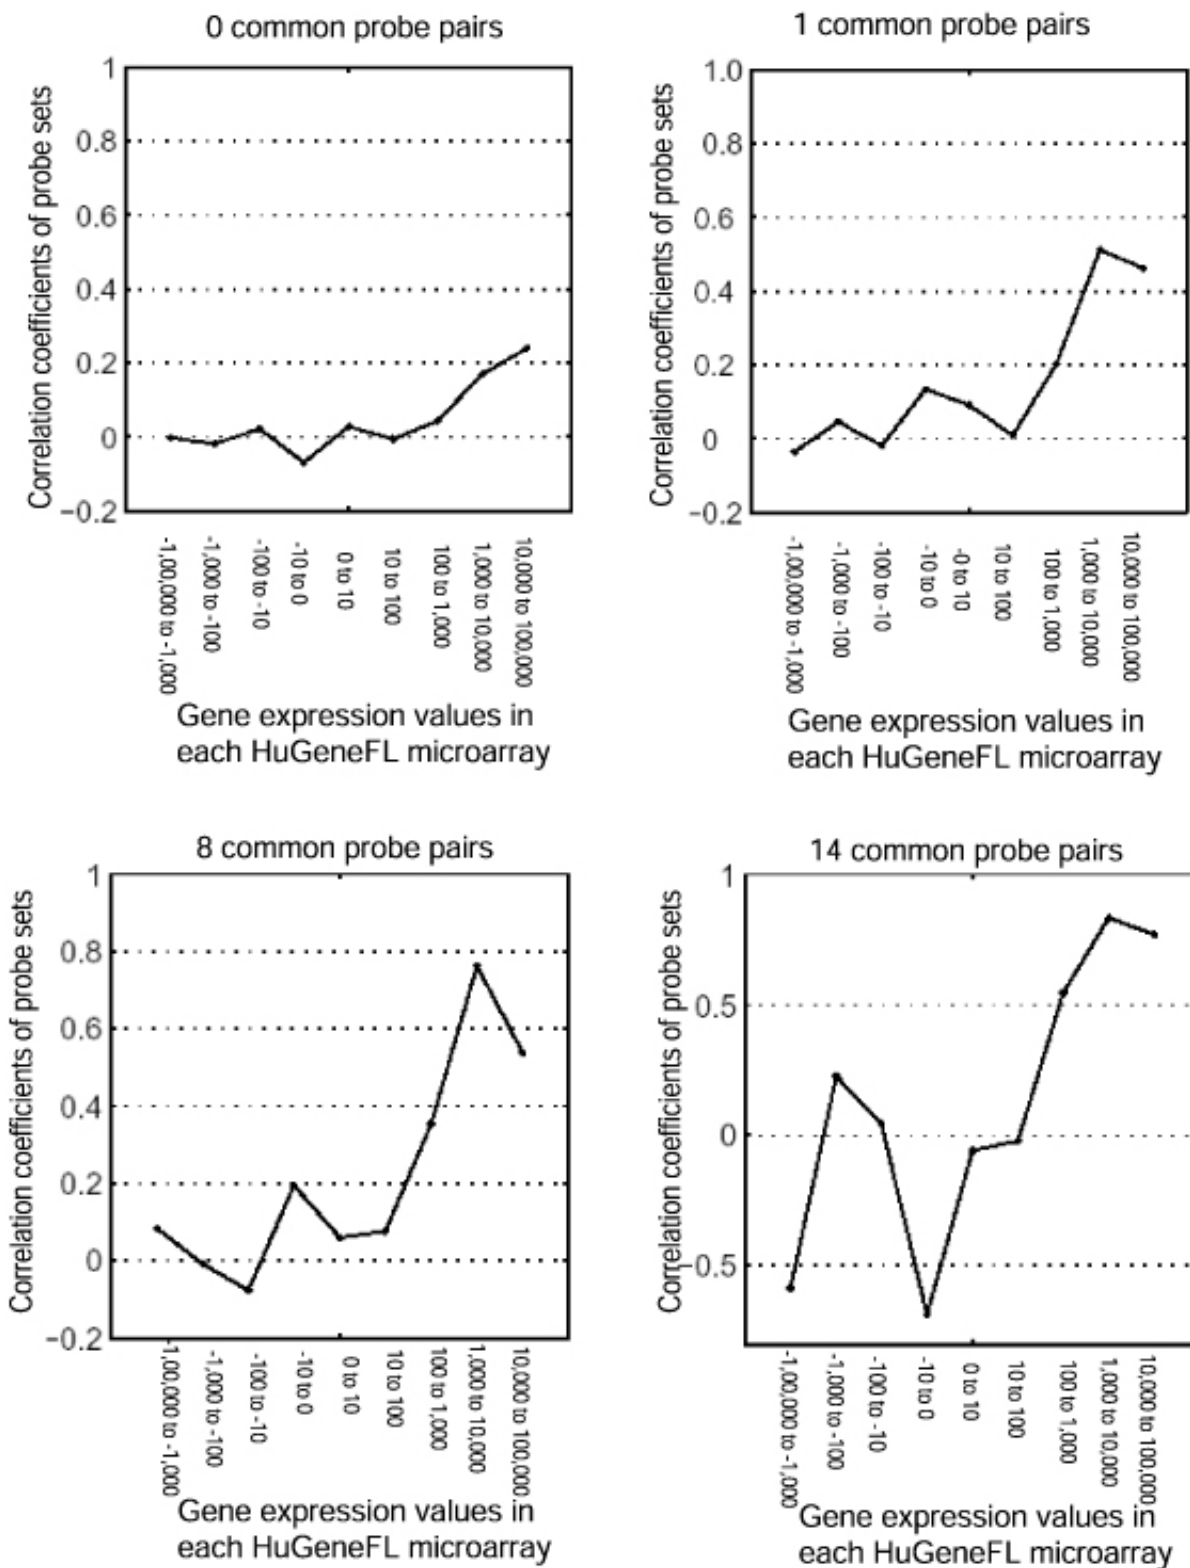 0 common probe pairs
Correlation coefficients of probe sets
1
0.8
0.6
0.4
0.2
0
−0.2
-1,00,000 to -1,000
-1,000 to -100
-100 to -10
-10 to 0
0 to 10
10 to 100
100 to 1,000
1,000 to 10,000
10,000 to 100,000
Gene expression values in
each HuGeneFL microarray
1 common probe pairs
Correlation coefficients of probe sets
1.0
0.8
0.6
0.4
0.2
0
−0.2
-1,00,000 to -1,000
-1,000 to -100
-100 to -10
-10 to 0
-0 to 10
10 to 100
100 to 1,000
1,000 to 10,000
10,000 to 100,000
Gene expression values in
each HuGeneFL microarray
8 common probe pairs
Correlation coefficients of probe sets
1
0.8
0.6
0.4
0.2
0
−0.2
-1,00,000 to -1,000
-1,000 to -100
-100 to -10
-10 to 0
0 to 10
10 to 100
100 to 1,000
1,000 to 10,000
10,000 to 100,000
Gene expression values in
each HuGeneFL microarray
14 common probe pairs
Correlation coefficients of probe sets
1
0.5
0
−0.5
-1,00,000 to -1,000
-1,000 to -100
-100 to -10
-10 to 0
0 to 10
10 to 100
100 to 1,000
1,000 to 10,000
10,000 to 100,000
Gene expression values in
each HuGeneFL microarray